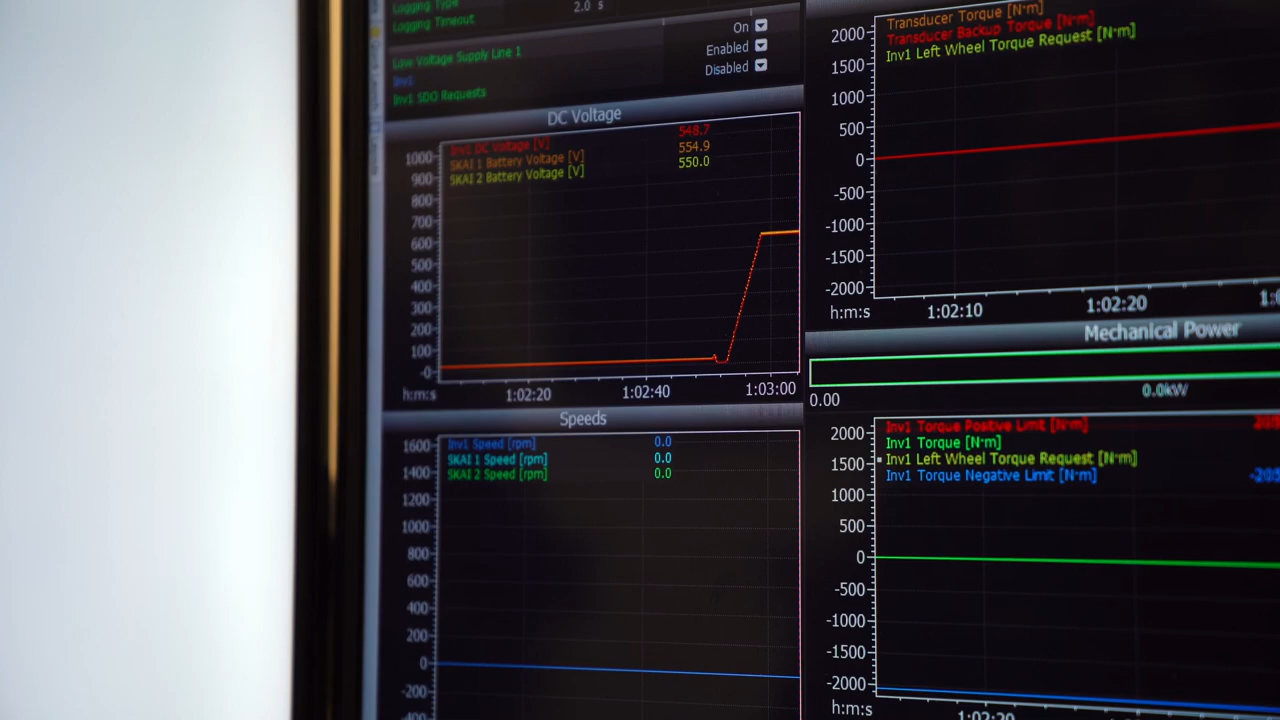 Logging Type
Logging Timeout
2.0 s
Low Voltage Supply Line 1
On
Inv1
Enabled
Inv1 SDO Requests
Disabled
DC Voltage
Inv1 DC Voltage [V] 548.7
SKAI 1 Battery Voltage [V] 554.9
SKAI 2 Battery Voltage [V] 550.0
1000
900
800
700
600
500
400
300
200
100
-0
h:m:s 1:02:20 1:02:40 1:03:00
Speeds
Inv1 Speed [rpm] 0.0
SKAI 1 Speed [rpm] 0.0
SKAI 2 Speed [rpm] 0.0
1600
1400
1200
1000
800
600
400
200
0
-200
Transducer Torque [N·m]
Transducer Backup Torque [N·m]
Inv1 Left Wheel Torque Request [N·m]
2000
1500
1000
500
0
-500
-1000
-1500
-2000
h:m:s 1:02:10 1:02:20
Mechanical Power
0.00 0.0kW
Inv1 Torque Positive Limit [N·m]
Inv1 Torque [N·m]
Inv1 Left Wheel Torque Request [N·m]
Inv1 Torque Negative Limit [N·m]
2000
1500
1000
500
0
-500
-1000
-1500
-2000
h:m:s 1:02:20